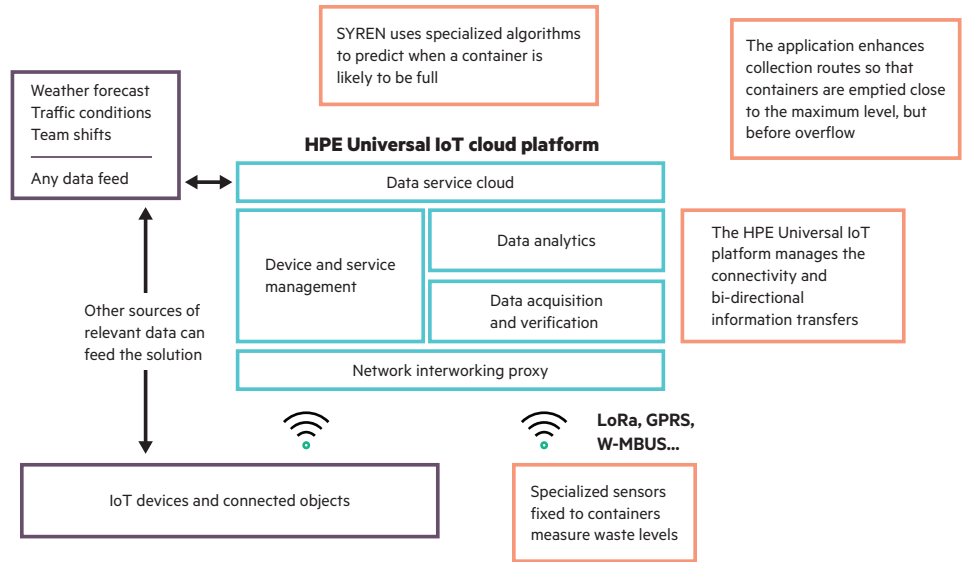 SYREN uses specialized algorithms
to predict when a container is
likely to be full
The application enhances
collection routes so that
containers are emptied close
to the maximum level, but
before overflow
Weather forecast
Traffic conditions
Team shifts
Any data feed
HPE Universal IoT cloud platform
Data service cloud
Device and service
management
Data analytics
Data acquisition
and verification
Network interworking proxy
The HPE Universal IoT
platform manages the
connectivity and
bi-directional
information transfers
Other sources of
relevant data can
feed the solution
LoRa, GPRS,
W-MBUS...
IoT devices and connected objects
Specialized sensors
fixed to containers
measure waste levels